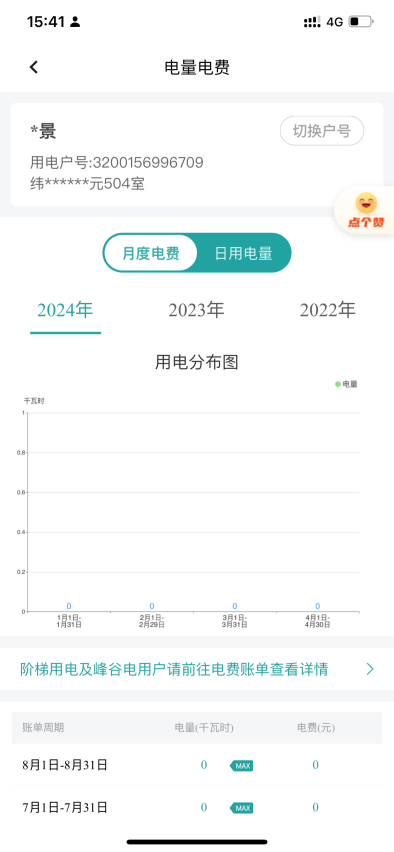 15:41
4G
电量电费
*景
切换户号
用电户号:3200156996709
纬******元504室
点个赞
月度电费
日用电量
2024年
2023年
2022年
用电分布图
电量
千瓦时
1
0.8
0.6
0.4
0.2
0
0
0
0
0
1月1日-
1月31日
2月1日-
2月29日
3月1日-
3月31日
4月1日-
4月30日
阶梯用电及峰谷电用户请前往电费账单查看详情
账单周期 电量(千瓦时) 电费(元)
8月1日-8月31日 0 MAX 0
7月1日-7月31日 0 MAX 0